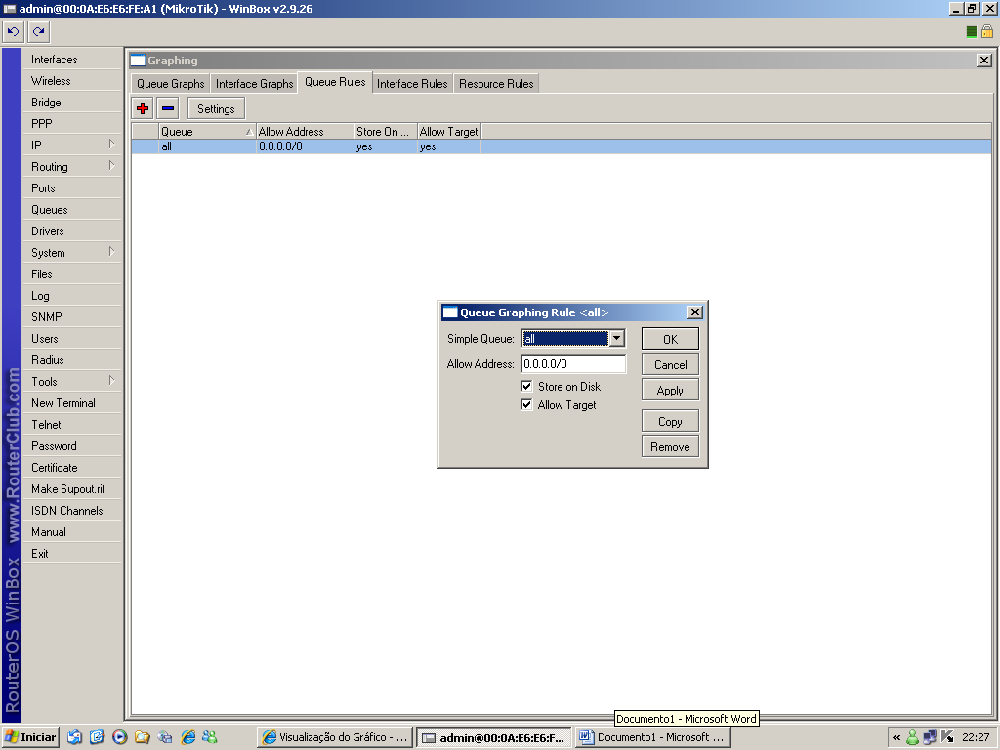 admin@00:0A:E6:E6:FE:A1 (MikroTik) - WinBox v2.9.26
Interfaces
Wireless
Bridge
PPP
IP
Routing
Ports
Queues
Drivers
System
Files
Log
SNMP
Users
Radius
Tools
New Terminal
Telnet
Password
Certificate
Make Supout.rif
ISDN Channels
Manual
Exit
RouterOS WinBox www.RouterClub.com
Graphing
Queue Graphs Interface Graphs Queue Rules Interface Rules Resource Rules
Settings
Queue Allow Address Store On ... Allow Target
all 0.0.0.0/0 yes yes
Queue Graphing Rule <all>
Simple Queue: all OK
Allow Address: 0.0.0.0/0 Cancel
Store on Disk Apply
Allow Target
Copy
Remove
Documento1 - Microsoft Word
Iniciar Visualização do Gráfico - ... admin@00:0A:E6:E6:F... Documento1 - Microsoft ... « 22:27